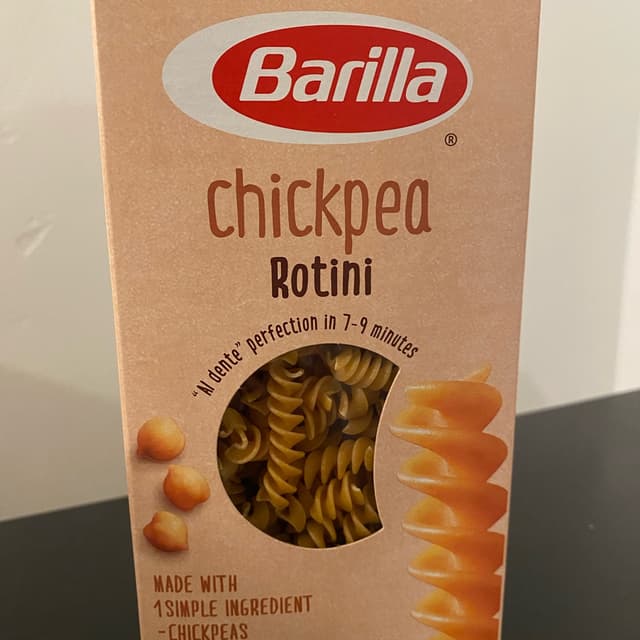 Barilla
®
chickpea
Rotini
"Al dente" perfection in 7-9 minutes
MADE WITH
1 SIMPLE INGREDIENT
-CHICKPEAS